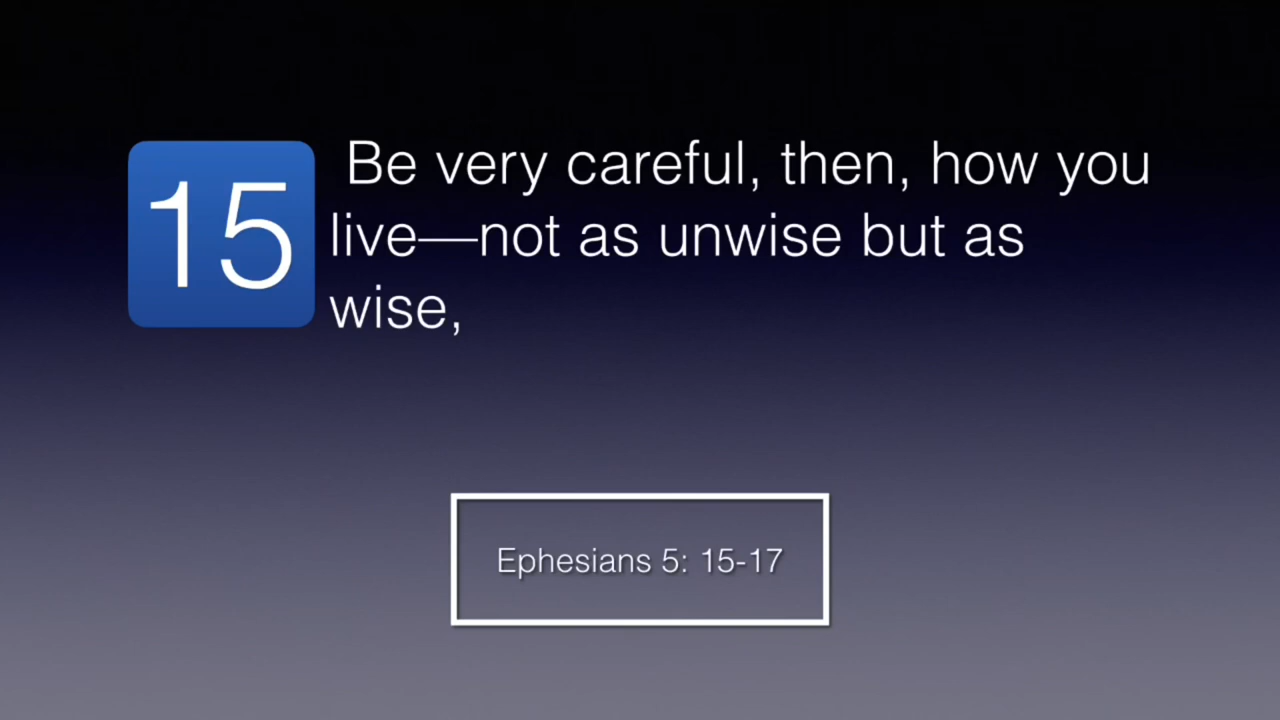 15 Be very careful, then, how you
live—not as unwise but as
wise,
Ephesians 5: 15-17